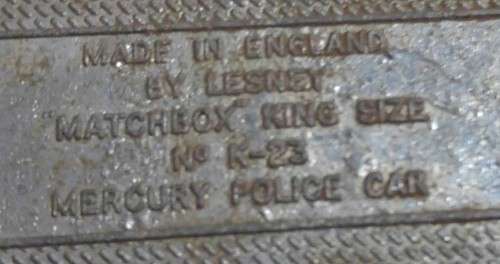 MADE IN ENGLAND
BY LESNEY
"MATCHBOX" KING SIZE
Nº K-23
MERCURY POLICE CAR